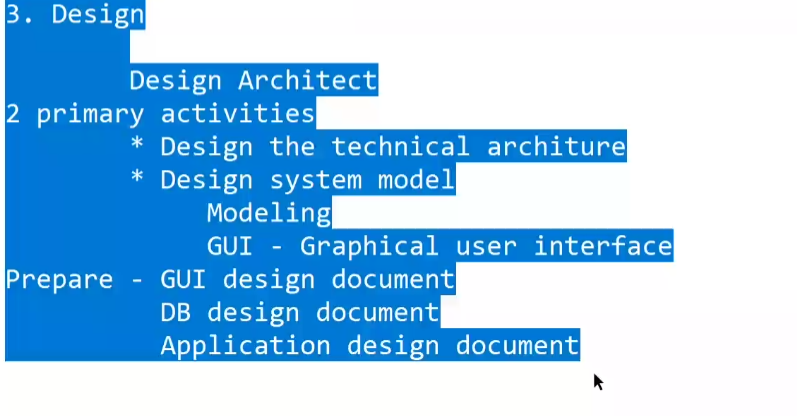 3. Design
Design Architect
2 primary activities
* Design the technical architure
* Design system model
Modeling
GUI - Graphical user interface
Prepare - GUI design document
DB design document
Application design document